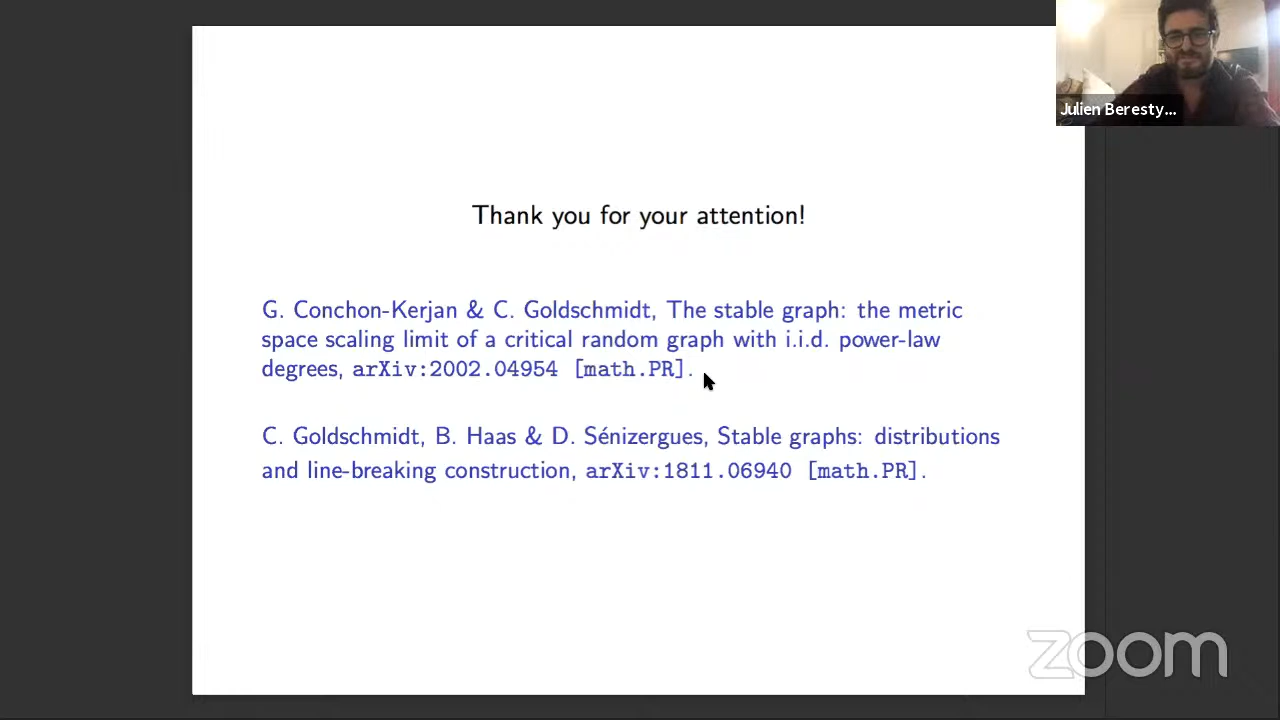 Julien Beresty...
Thank you for your attention!
G. Conchon-Kerjan & C. Goldschmidt, The stable graph: the metric
space scaling limit of a critical random graph with i.i.d. power-law
degrees, arXiv:2002.04954 [math.PR].
C. Goldschmidt, B. Haas & D. Sénizergues, Stable graphs: distributions
and line-breaking construction, arXiv:1811.06940 [math.PR].
zoom